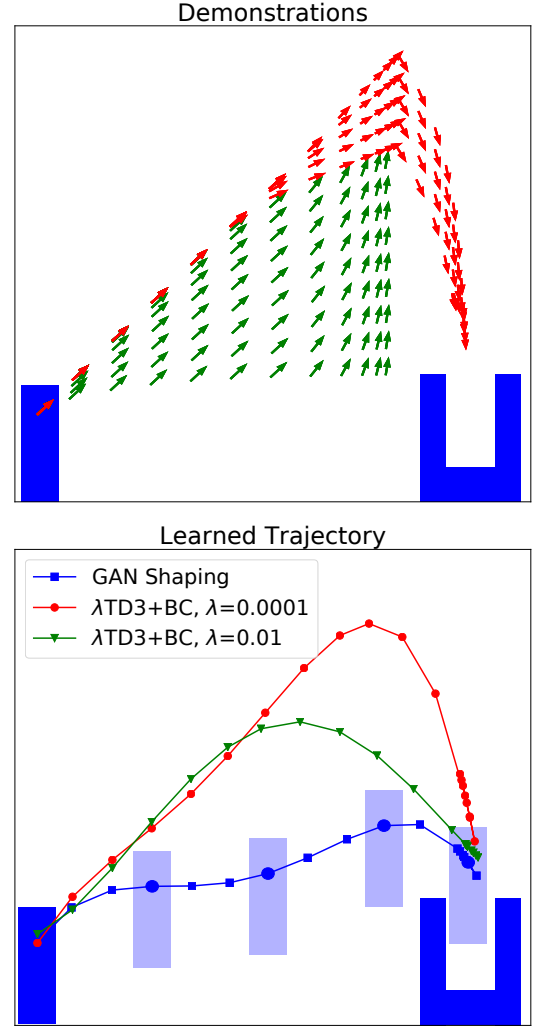 Demonstrations
Learned Trajectory
GAN Shaping
λTD3+BC, λ=0.0001
λTD3+BC, λ=0.01